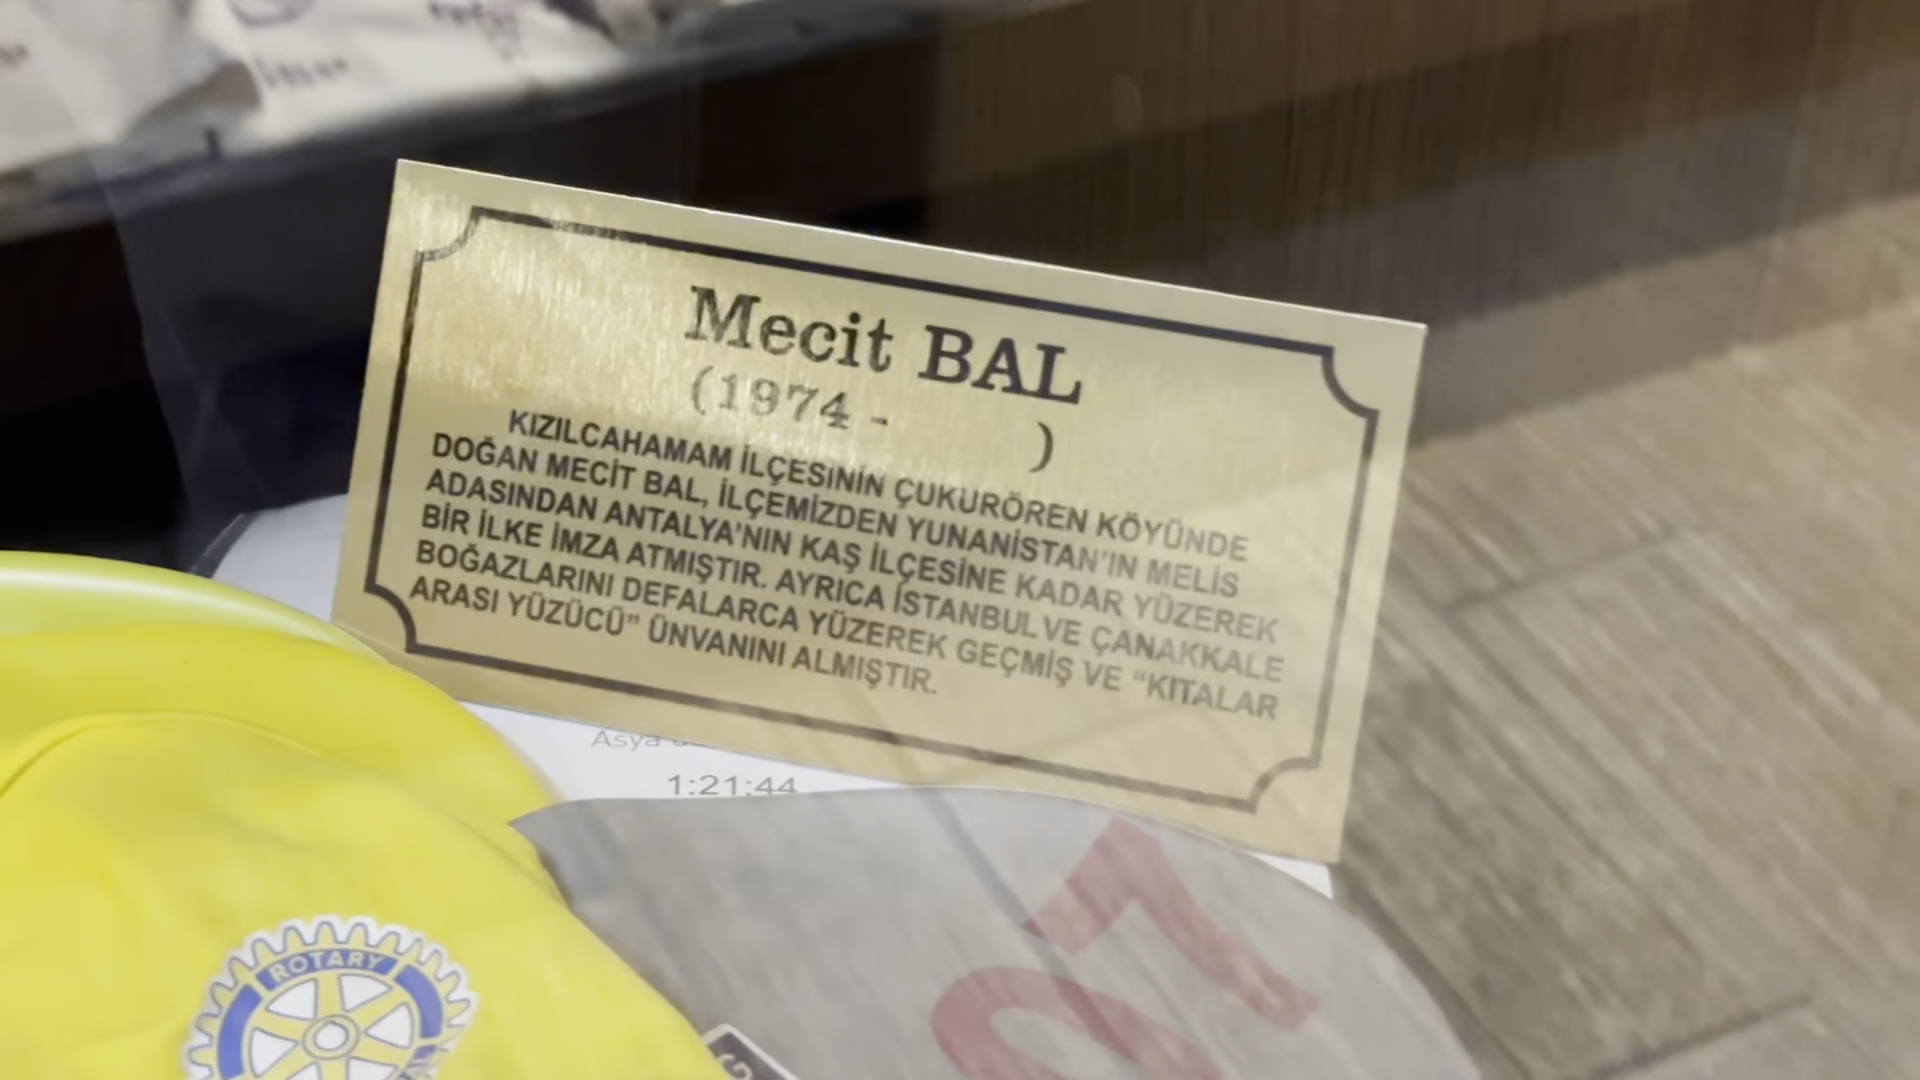 Mecit BAL
(1974 -          )
KIZILCAHAMAM İLÇESİNİN ÇUKURÖREN KÖYÜNDE
DOĞAN MECİT BAL, İLÇEMİZDEN YUNANİSTAN'IN MELİS
ADASINDAN ANTALYA'NIN KAŞ İLÇESİNE KADAR YÜZEREK
BİR İLKE İMZA ATMIŞTIR. AYRICA İSTANBUL VE ÇANAKKALE
BOĞAZLARINI DEFALARCA YÜZEREK GEÇMİŞ VE "KITALAR
ARASI YÜZÜCÜ" ÜNVANINI ALMIŞTIR.
Asya
1:21:44
ROTARY